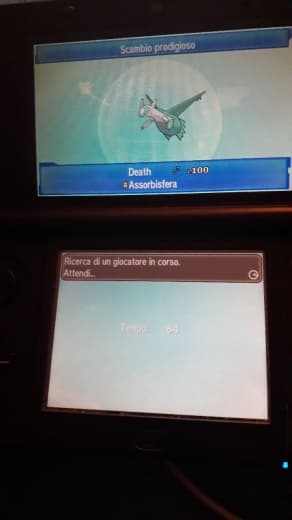 Scambio prodigioso
Death ♂ .100
Assorbisfera
Ricerca di un giocatore in corso.
Attendi...
Tempo 64